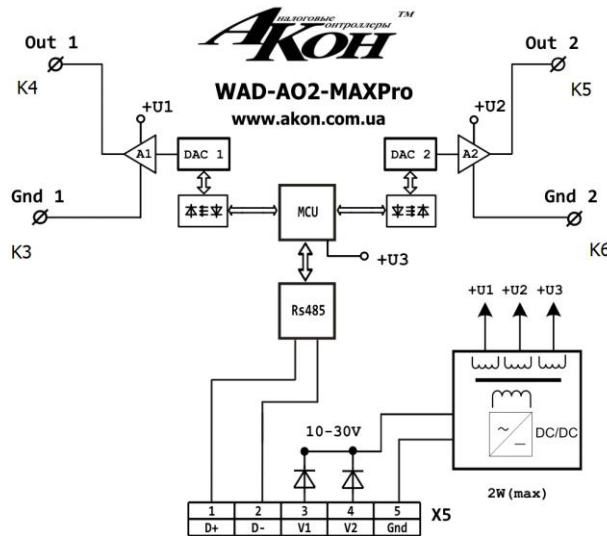 Аналоговые Контроллеры ™
АКОН
WAD-AO2-MAXPro
www.akon.com.ua
Out 1
Out 2
K4
K5
+U1
+U2
A1
DAC 1
DAC 2
A2
Gnd 1
Gnd 2
MCU
K3
K6
+U3
Rs485
+U1 +U2 +U3
10-30V
DC/DC
2W(max)
1 2 3 4 5 X5
D+ D- V1 V2 Gnd